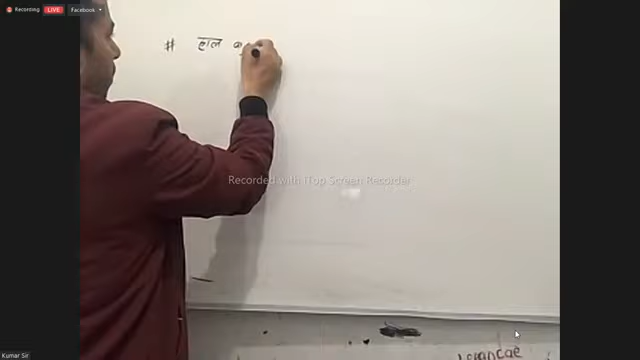 Recording LIVE Facebook
# हाल
Recorded with iTop Screen Recorder
Kumar Sir